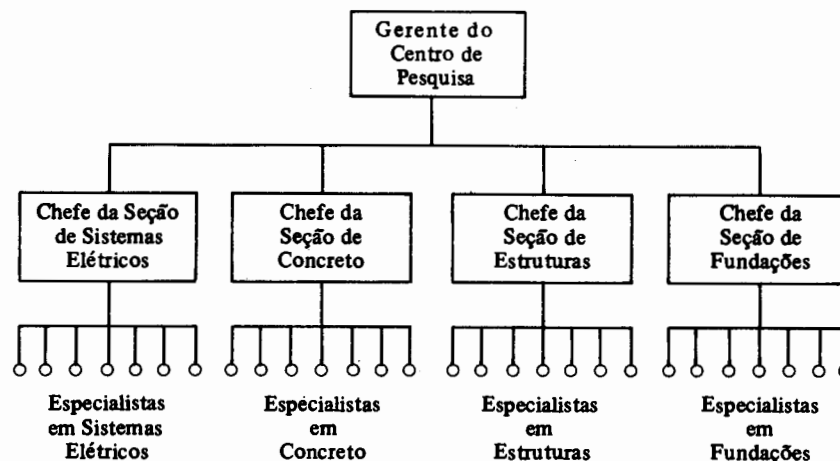 Gerente do
Centro de
Pesquisa
Chefe da Seção
de Sistemas
Elétricos
Chefe da
Seção de
Concreto
Chefe da
Seção de
Estruturas
Chefe da
Seção de
Fundações
Especialistas
em Sistemas
Elétricos
Especialistas
em
Concreto
Especialistas
em
Estruturas
Especialistas
em
Fundações